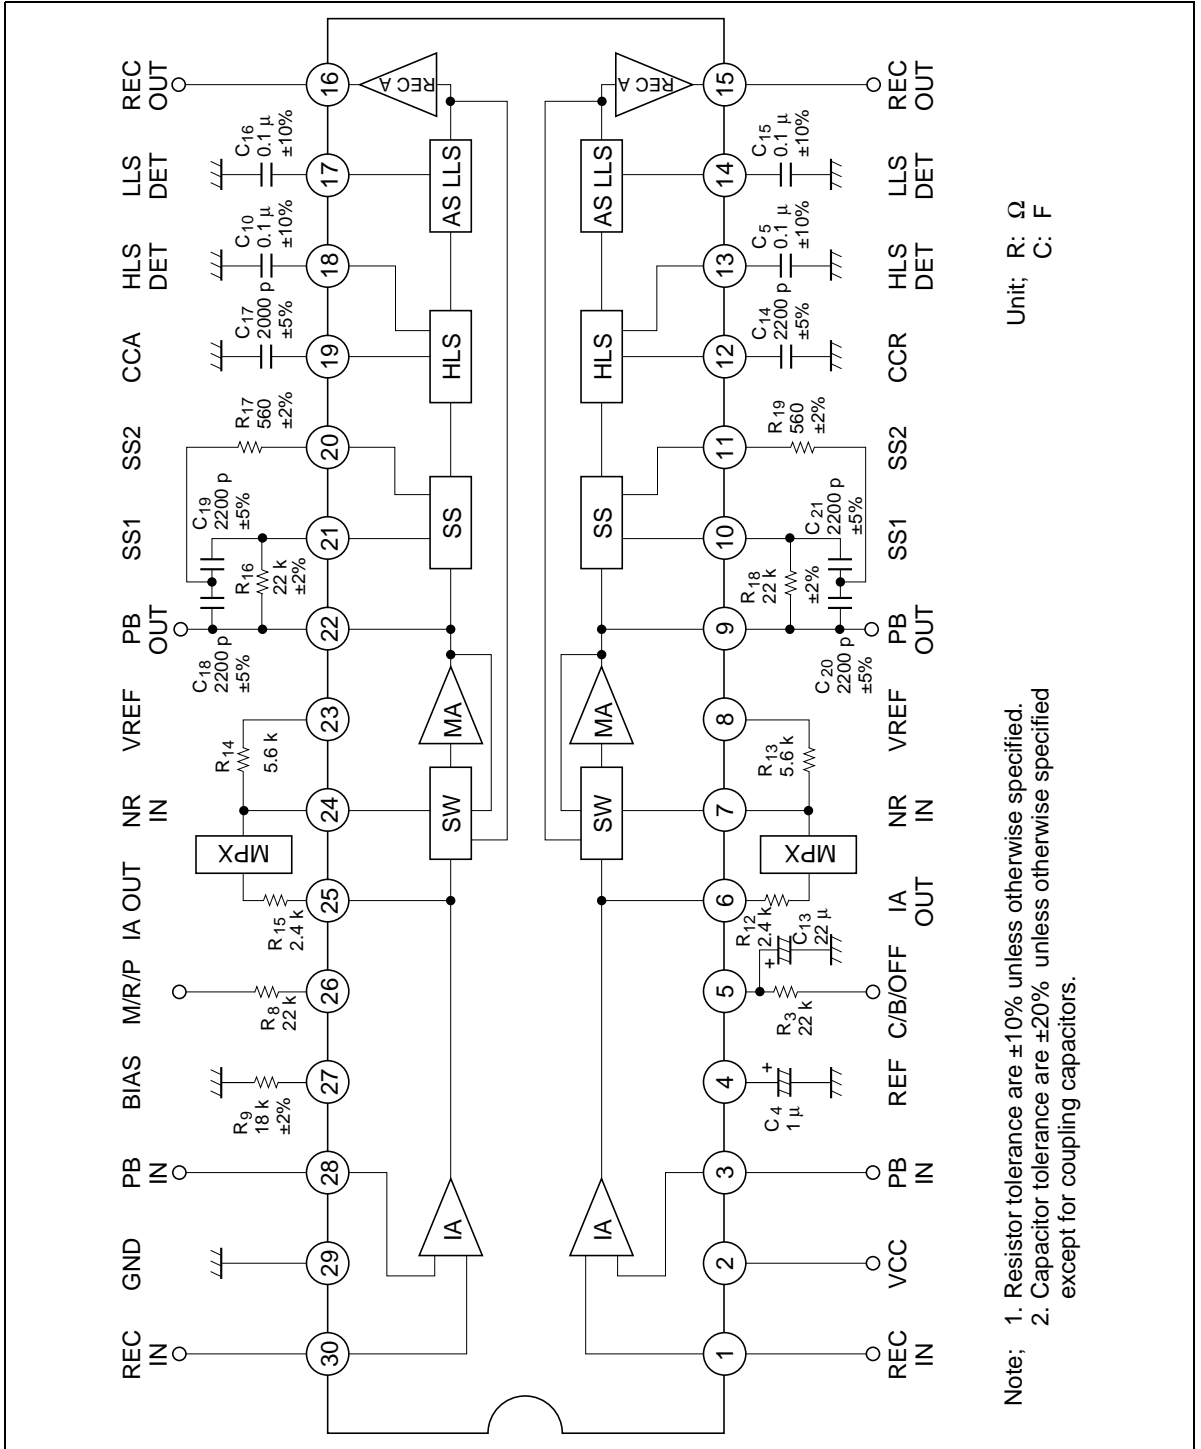 REC
IN
GND
PB
IN
BIAS
M/R/P
IA OUT
NR
IN
VREF
PB
OUT
SS1
SS2
CCA
HLS
DET
LLS
DET
REC
OUT
R9
18 k
±2%
R8
22 k
R15
2.4 k
MPX
R14
5.6 k
C18
2200 p
±5%
R16
22 k
±2%
C19
2200 p
±5%
R17
560
±2%
C17
2000 p
±5%
C10
0.1 µ
±10%
C16
0.1 µ
±10%
30
29
28
27
26
25
24
23
22
21
20
19
18
17
16
IA
SW
MA
SS
HLS
AS LLS
REC A
IA
SW
MA
SS
HLS
AS LLS
REC A
1
2
3
4
5
6
7
8
9
10
11
12
13
14
15
C4
1 µ
+
R3
22 k
+
C13
22 µ
R12
2.4 k
MPX
R13
5.6 k
C20
2200 p
±5%
R18
22 k
±2%
C21
2200 p
±5%
R19
560
±2%
C14
2200 p
±5%
C5
0.1 µ
±10%
C15
0.1 µ
±10%
REC
IN
VCC
PB
IN
REF
C/B/OFF
IA
OUT
NR
IN
VREF
PB
OUT
SS1
SS2
CCR
HLS
DET
LLS
DET
REC
OUT
Unit; R: Ω
C: F
Note; 1. Resistor tolerance are ±10% unless otherwise specified.
2. Capacitor tolerance are ±20% unless otherwise specified
except for coupling capacitors.